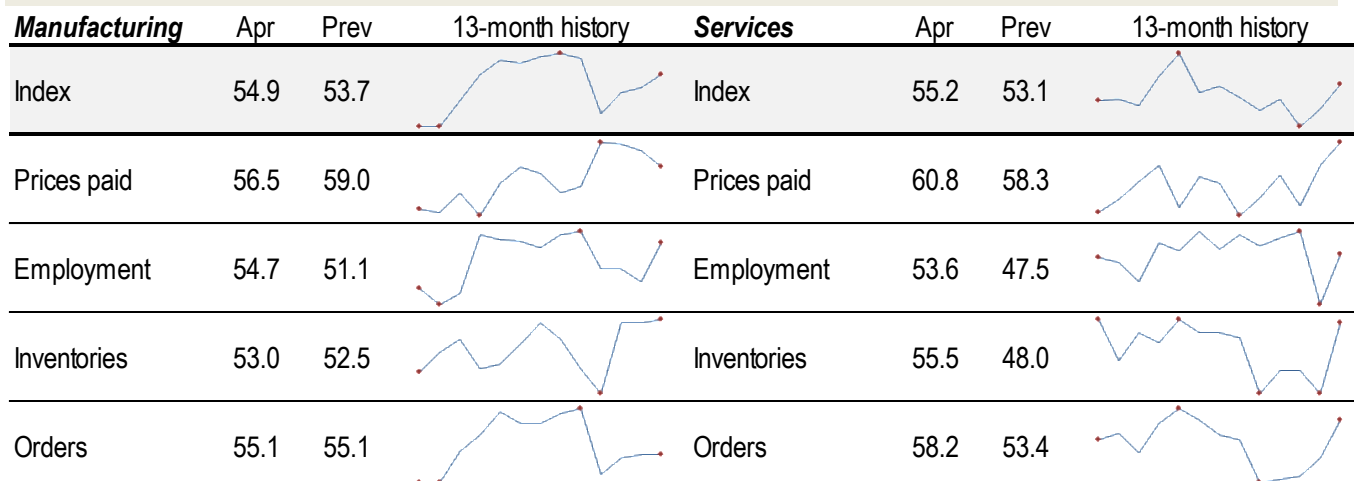 Manufacturing Apr Prev 13-month history Services Apr Prev 13-month history
Index 54.9 53.7 Index 55.2 53.1
Prices paid 56.5 59.0 Prices paid 60.8 58.3
Employment 54.7 51.1 Employment 53.6 47.5
Inventories 53.0 52.5 Inventories 55.5 48.0
Orders 55.1 55.1 Orders 58.2 53.4